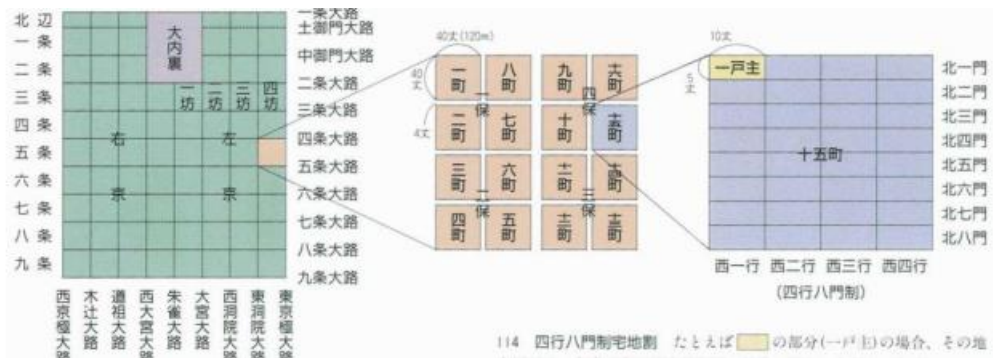 北辺
一条
二条
三条
四条
五条
六条
七条
八条
九条
大内裏
一坊
二坊
三坊
四坊
右
京
左
京
一条大路
土御門大路
中御門大路
二条大路
三条大路
四条大路
五条大路
六条大路
七条大路
八条大路
九条大路
西京極大路
木辻大路
道祖大路
西大宮大路
朱雀大路
大宮大路
西洞院大路
東洞院大路
東京極大路
40丈(120m)
40丈
4丈
一町
八町
九町
十六町
二町
七町
十町
十五町
三町
六町
十一町
十四町
四町
五町
十二町
十三町
一保
二保
三保
四保
10丈
5丈
一戸主
十五町
北一門
北二門
北三門
北四門
北五門
北六門
北七門
北八門
西一行 西二行 西三行 西四行
(四行八門制)
114 四行八門制宅地割 たとえば の部分(一戸主)の場合、その地